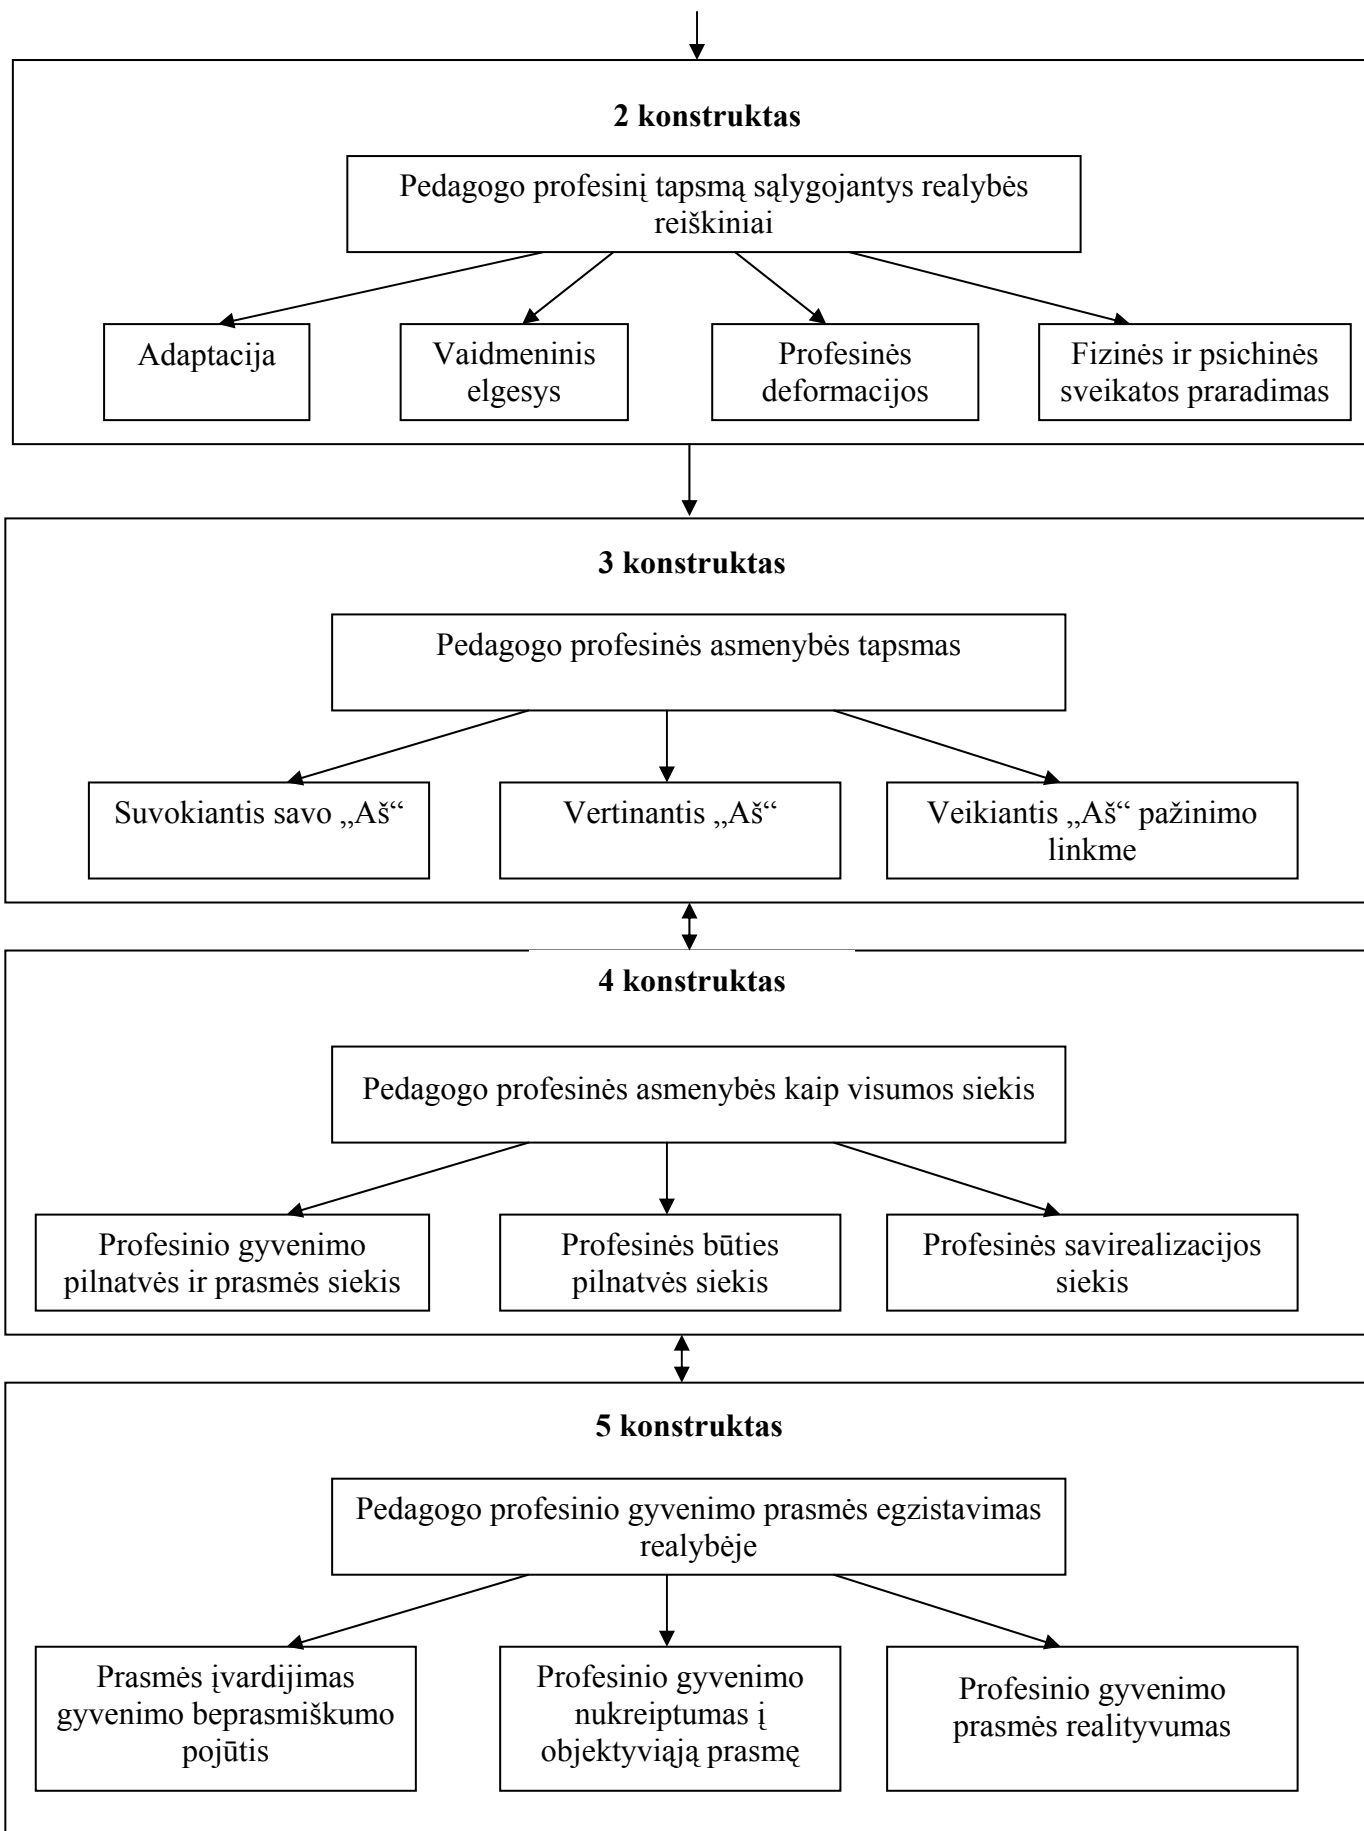 2 konstruktas
Pedagogo profesinį tapsmą sąlygojantys realybės
reiškiniai
Adaptacija
Vaidmeninis
elgesys
Profesinės
deformacijos
Fizinės ir psichinės
sveikatos praradimas
3 konstruktas
Pedagogo profesinės asmenybės tapsmas
Suvokiantis savo „Aš“
Vertinantis „Aš“
Veikiantis „Aš“ pažinimo
linkme
4 konstruktas
Pedagogo profesinės asmenybės kaip visumos siekis
Profesinio gyvenimo
pilnatvės ir prasmės siekis
Profesinės būties
pilnatvės siekis
Profesinės savirealizacijos
siekis
5 konstruktas
Pedagogo profesinio gyvenimo prasmės egzistavimas
realybėje
Prasmės įvardijimas
gyvenimo beprasmiškumo
pojūtis
Profesinio gyvenimo
nukreiptumas į
objektyviąją prasmę
Profesinio gyvenimo
prasmės realityvumas